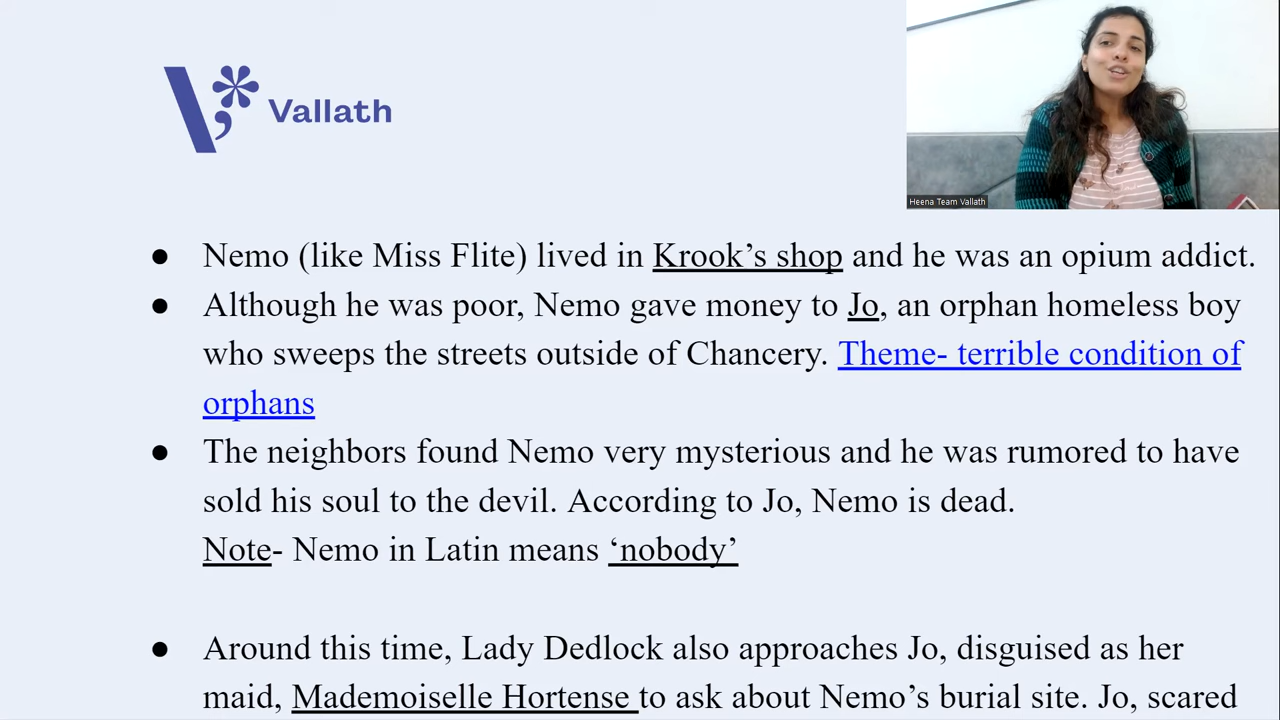 Vallath
Heena Team Vallath
● Nemo (like Miss Flite) lived in Krook’s shop and he was an opium addict.
● Although he was poor, Nemo gave money to Jo, an orphan homeless boy
who sweeps the streets outside of Chancery. Theme- terrible condition of
orphans
● The neighbors found Nemo very mysterious and he was rumored to have
sold his soul to the devil. According to Jo, Nemo is dead.
Note- Nemo in Latin means ‘nobody’
● Around this time, Lady Dedlock also approaches Jo, disguised as her
maid, Mademoiselle Hortense to ask about Nemo’s burial site. Jo, scared